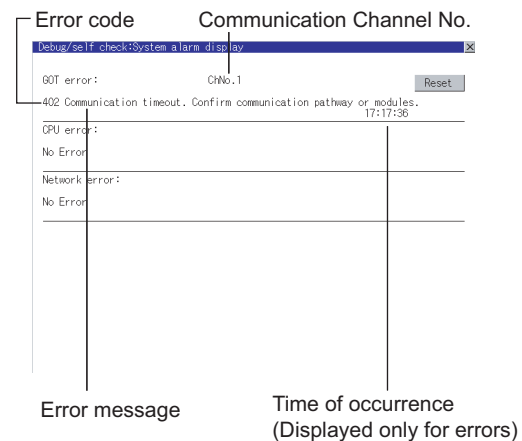 Error code
Communication Channel No.
Debug/self check:System alarm display
GOT error: ChNo.1
Reset
402 Communication timeout. Confirm communication pathway or modules.
17:17:36
CPU error:
No Error
Network error:
No Error
Error message
Time of occurrence
(Displayed only for errors)